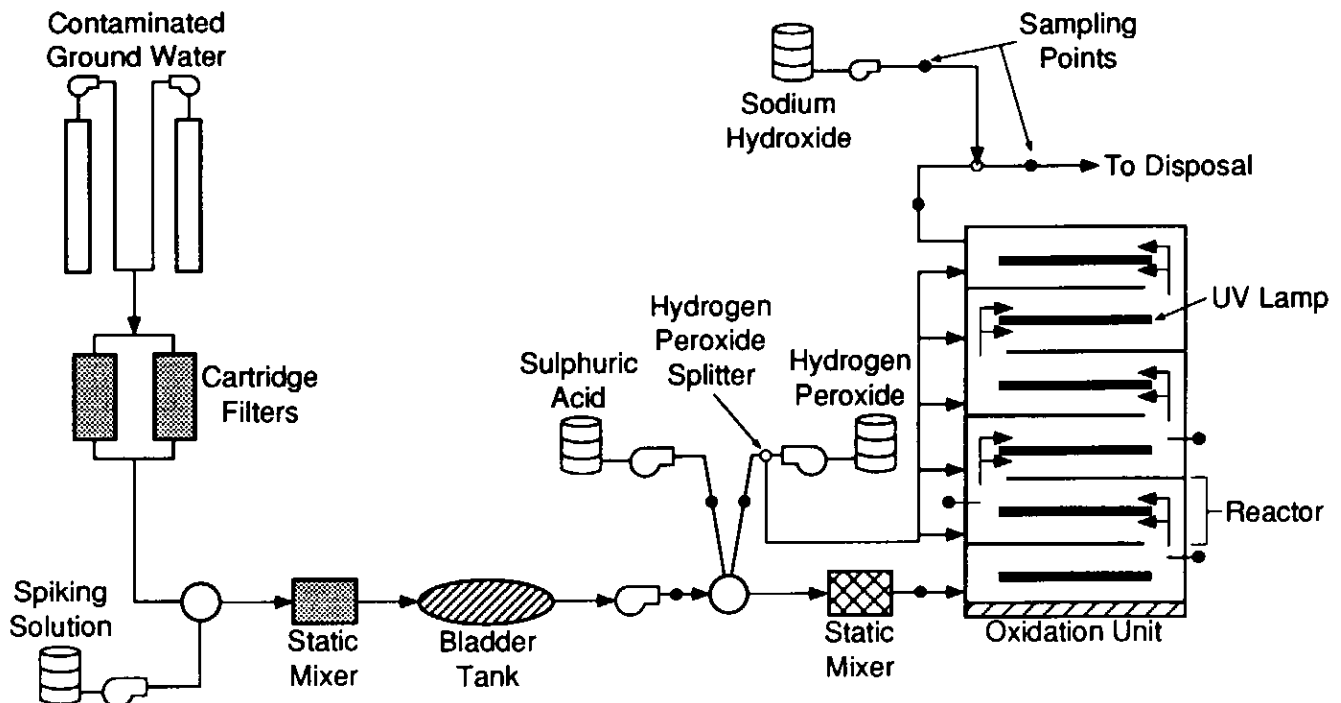 Contaminated
Ground Water
Sampling
Points
Sodium
Hydroxide
To Disposal
UV Lamp
Hydrogen
Peroxide
Splitter
Sulphuric
Acid
Hydrogen
Peroxide
Cartridge
Filters
Reactor
Spiking
Solution
Static
Mixer
Bladder
Tank
Static
Mixer
Oxidation Unit